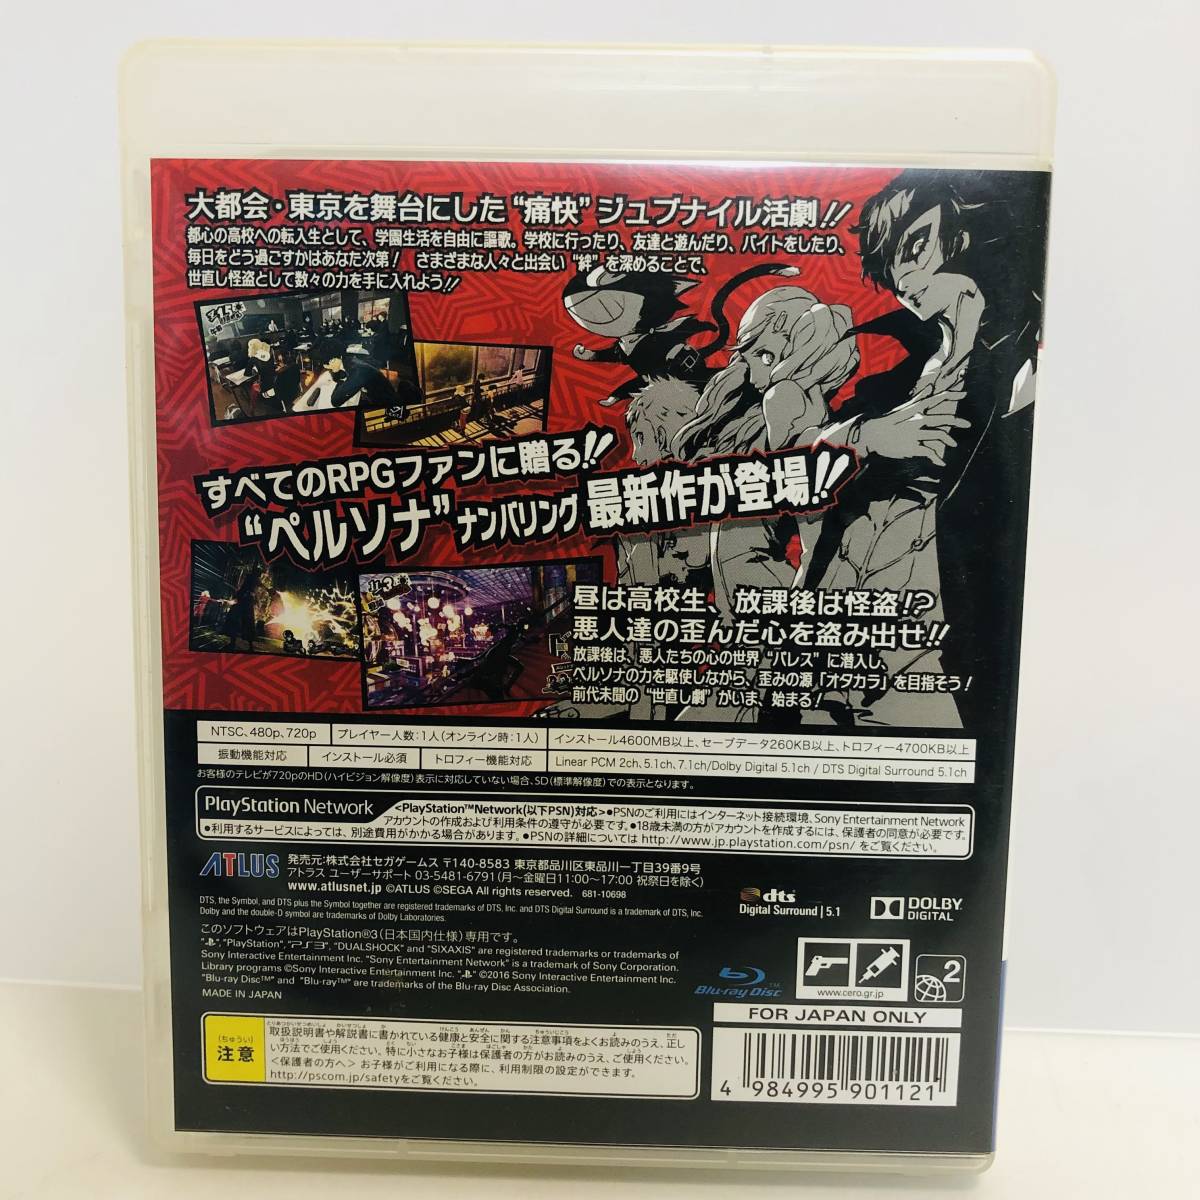 大都会・東京を舞台にした“痛快”ジュブナイル活劇!!
都心の高校への転入生として、学園生活を自由に謳歌。学校に行ったり、友達と遊んだり、バイトをしたり、
毎日をどう過ごすかはあなた次第！ さまざまな人々と出会い“絆”を深めることで、
世直し怪盗として数々の力を手に入れよう!!
すべてのRPGファンに贈る!!
“ペルソナ”ナンバリング最新作が登場!!
昼は高校生、放課後は怪盗!?
悪人達の歪んだ心を盗み出せ!!
放課後は、悪人たちの心の世界“パレス”に潜入し、
ペルソナの力を駆使しながら、歪みの源「オタカラ」を目指そう！
前代未聞の“世直し劇”がいま、始まる！
NTSC、480p、720p プレイヤー人数：1人（オンライン時：1人） インストール4600MB以上、セーブデータ260KB以上、トロフィー4700KB以上
振動機能対応 インストール必須 トロフィー機能対応 Linear PCM 2ch、5.1ch、7.1ch/Dolby Digital 5.1ch / DTS Digital Surround 5.1ch
お客様のテレビが720pのHD（ハイビジョン解像度）表示に対応していない場合、SD（標準解像度）での表示となります。
PlayStation Network <PlayStation™Network（以下PSN）対応>●PSNのご利用にはインターネット接続環境、Sony Entertainment Network
アカウントの作成および利用条件の遵守が必要です。●18歳未満の方がアカウントを作成するには、保護者の同意が必要です。
●利用するサービスによっては、別途費用がかかる場合があります。●PSNの詳細については http://www.jp.playstation.com/psn/ をご覧ください。
ATLUS 発売元：株式会社セガゲームス 〒140-8583 東京都品川区東品川一丁目39番9号
アトラス ユーザーサポート 03-5481-6791（月～金曜日11:00～17:00 祝祭日を除く）
www.atlusnet.jp ©ATLUS ©SEGA All rights reserved. 681-10698
DTS, the Symbol, and DTS plus the Symbol together are registered trademarks of DTS, Inc. and DTS Digital Surround is a trademark of DTS, Inc.
Dolby and the double-D symbol are trademarks of Dolby Laboratories.
dts
Digital Surround | 5.1
DOLBY
DIGITAL
このソフトウェアはPlayStation®3（日本国内仕様）専用です。
"PlayStation", "PS3", "DUALSHOCK" and "SIXAXIS" are registered trademarks or trademarks of
Sony Interactive Entertainment Inc. "Sony Entertainment Network" is a trademark of Sony Corporation.
Library programs ©Sony Interactive Entertainment Inc. ©2016 Sony Interactive Entertainment Inc.
"Blu-ray Disc™" and "Blu-ray™" are trademarks of the Blu-ray Disc Association.
MADE IN JAPAN
Blu-ray Disc™
www.cero.gr.jp
2
FOR JAPAN ONLY
（ちゅうい）
注意
取扱説明書や解説書に書かれている健康と安全に関する注意事項をよくお読みのうえ、正し
い方法でご使用ください。特に小さなお子様は保護者の方がお読みのうえ、ご使用ください。
＜保護者の方へ＞ お子様がご利用になる際に、利用制限の設定ができます。
http://pscom.jp/safetyをご覧ください。
4 984995 901121